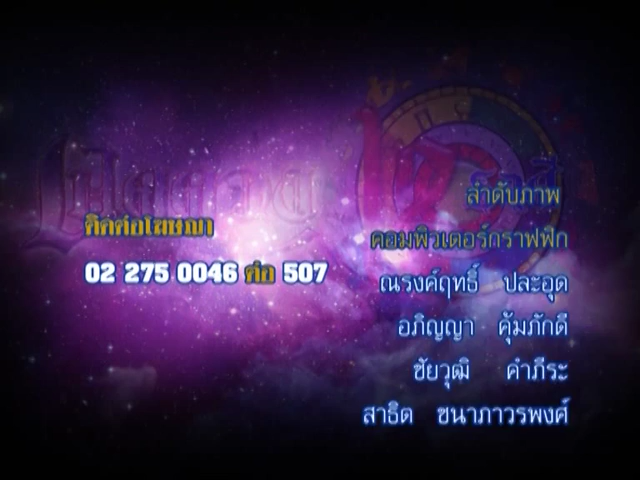 ติดต่อโฆษณา
02 275 0046 ต่อ 507
ลำดับภาพ
คอมพิวเตอร์กราฟฟิก
ณรงค์ฤทธิ์ ปละอุด
อภิญญา คุ้มภักดี
ชัยวุฒิ คำภีระ
สาธิต ชนาภาวรพงศ์